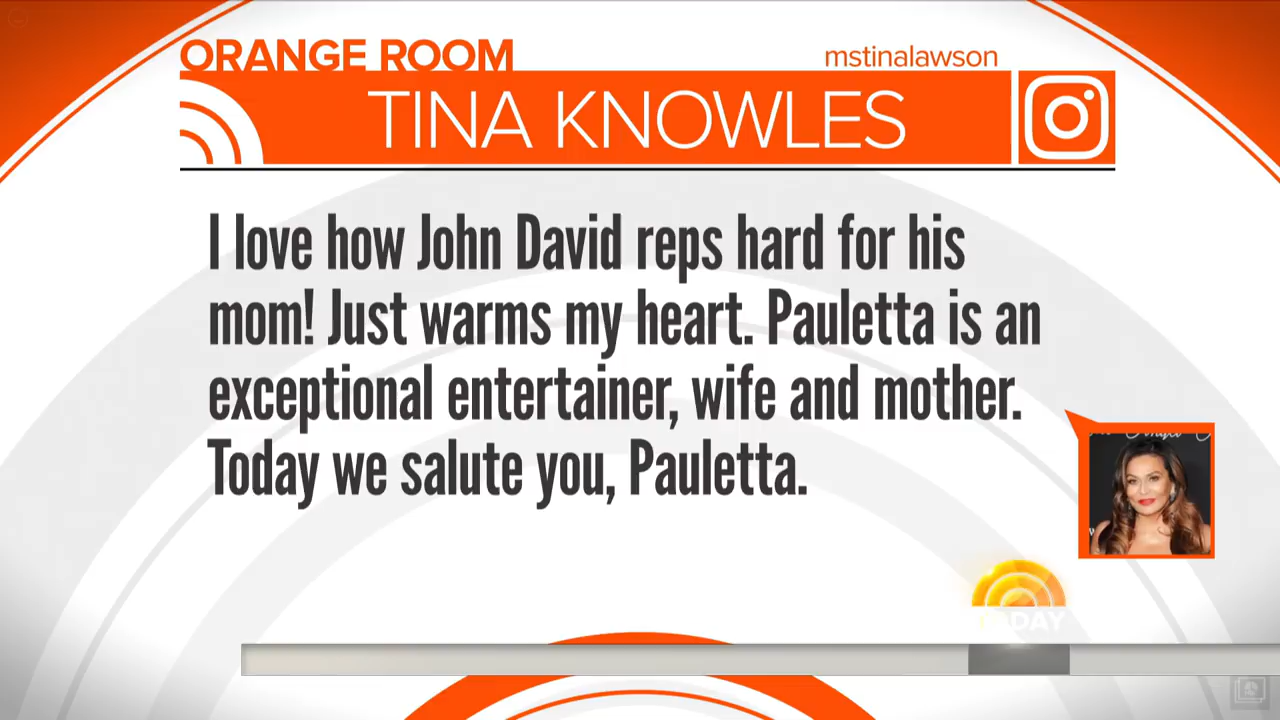 ORANGE ROOM
mstinalawson
TINA KNOWLES
I love how John David reps hard for his
mom! Just warms my heart. Pauletta is an
exceptional entertainer, wife and mother.
Today we salute you, Pauletta.
TODAY